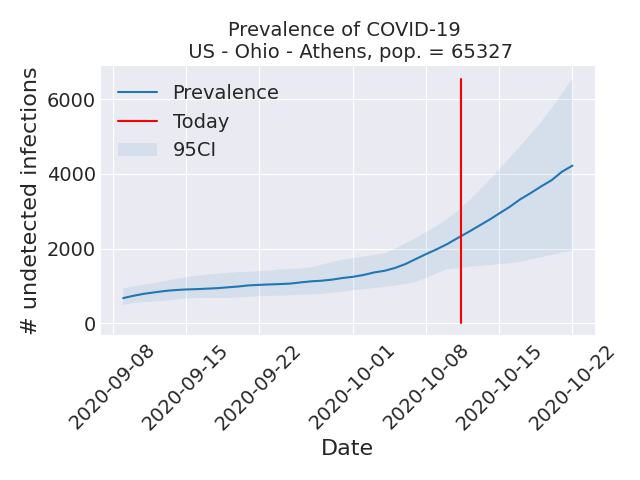 Prevalence of COVID-19
US - Ohio - Athens, pop. = 65327
# undetected infections
6000
4000
2000
0
Prevalence
Today
95CI
2020-09-08
2020-09-15
2020-09-22
2020-10-01
2020-10-08
2020-10-15
2020-10-22
Date